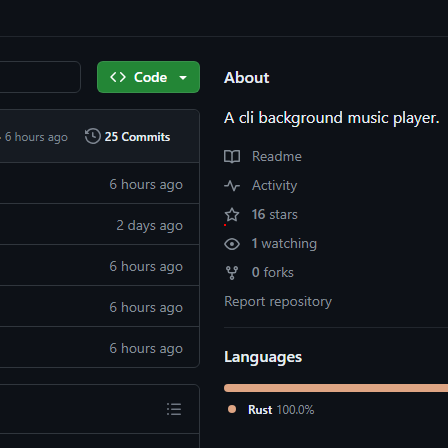 Code
6 hours ago
25 Commits
6 hours ago
2 days ago
6 hours ago
6 hours ago
6 hours ago
About
A cli background music player.
Readme
Activity
16 stars
1 watching
0 forks
Report repository
Languages
Rust 100.0%